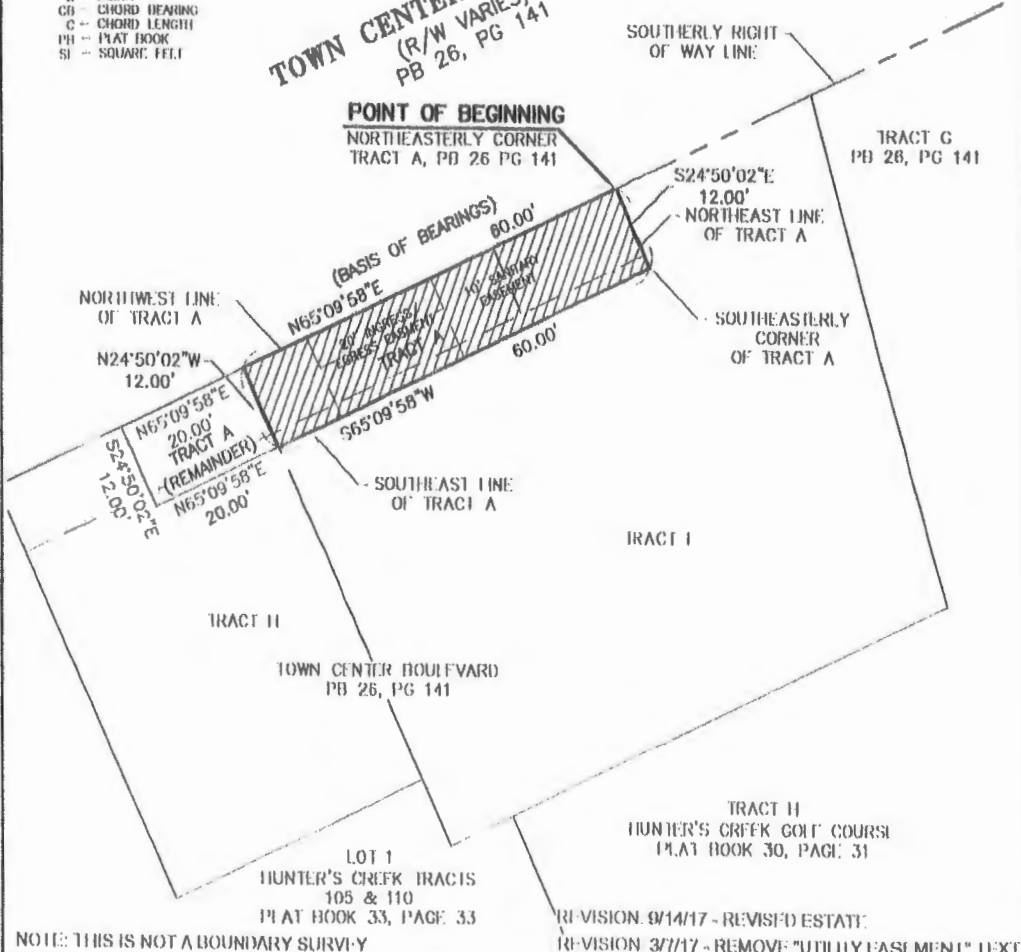 CB - CHORD BEARING
C - CHORD LENGTH
PB - PLAT BOOK
SF - SQUARE FEET
TOWN CENTER
(R/W VARIES)
PB 26, PG 141
SOUTHERLY RIGHT
OF WAY LINE
POINT OF BEGINNING
NORTHEASTERLY CORNER
TRACT A, PB 26 PG 141
TRACT G
PB 26, PG 141
S24°50'02"E
12.00'
NORTHEAST LINE
OF TRACT A
(BASIS OF BEARINGS)
N65°09'58"E
60.00'
NORTHWEST LINE
OF TRACT A
20' INGRESS/
EGRESS EASMENT
TRACT A
10' SANITARY
EASEMENT
SOUTHEASTERLY
CORNER
OF TRACT A
N24°50'02"W
12.00'
S65°09'58"W
60.00'
N65°09'58"E
20.00'
TRACT A
(REMAINDER)
N65°09'58"E
20.00'
S24°50'02"E
12.00'
SOUTHEAST LINE
OF TRACT A
TRACT I
TRACT H
TOWN CENTER BOULEVARD
PB 26, PG 141
TRACT H
HUNTER'S CREEK GOLF COURSE
PLAT BOOK 30, PAGE 31
LOT 1
HUNTER'S CREEK TRACTS
105 & 110
PLAT BOOK 33, PAGE 33
NOTE: THIS IS NOT A BOUNDARY SURVEY
REVISION 9/14/17 - REVISED ESTATE
REVISION 3/7/17 - REMOVE "UTILITY EASEMENT" TEXT